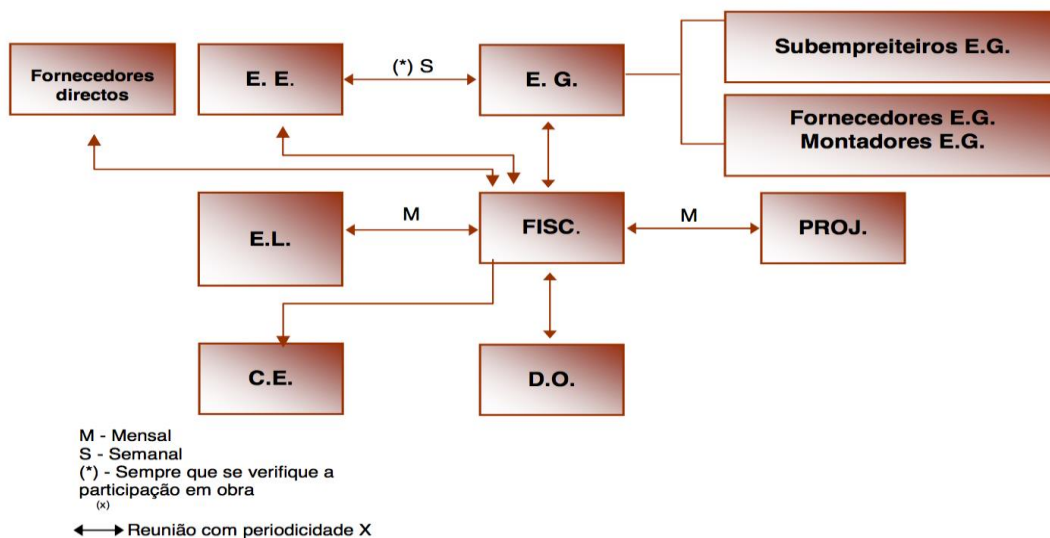 Subempreiteiros E.G.
Fornecedores
directos
E. E.
(*) S
E. G.
Fornecedores E.G.
Montadores E.G.
E.L.
M
FISC.
M
PROJ.
C.E.
D.O.
M - Mensal
S - Semanal
(*) - Sempre que se verifique a
participação em obra
(x)
Reunião com periodicidade X